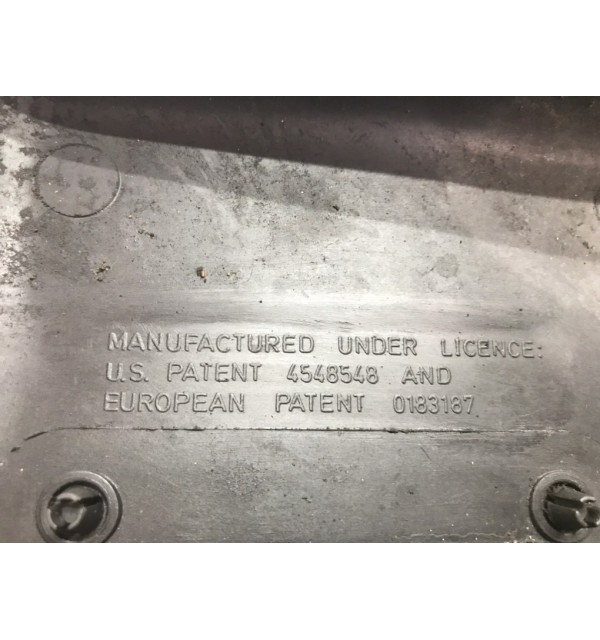 MANUFACTURED UNDER LICENCE:
U.S. PATENT 4548548 AND
EUROPEAN PATENT 0183187